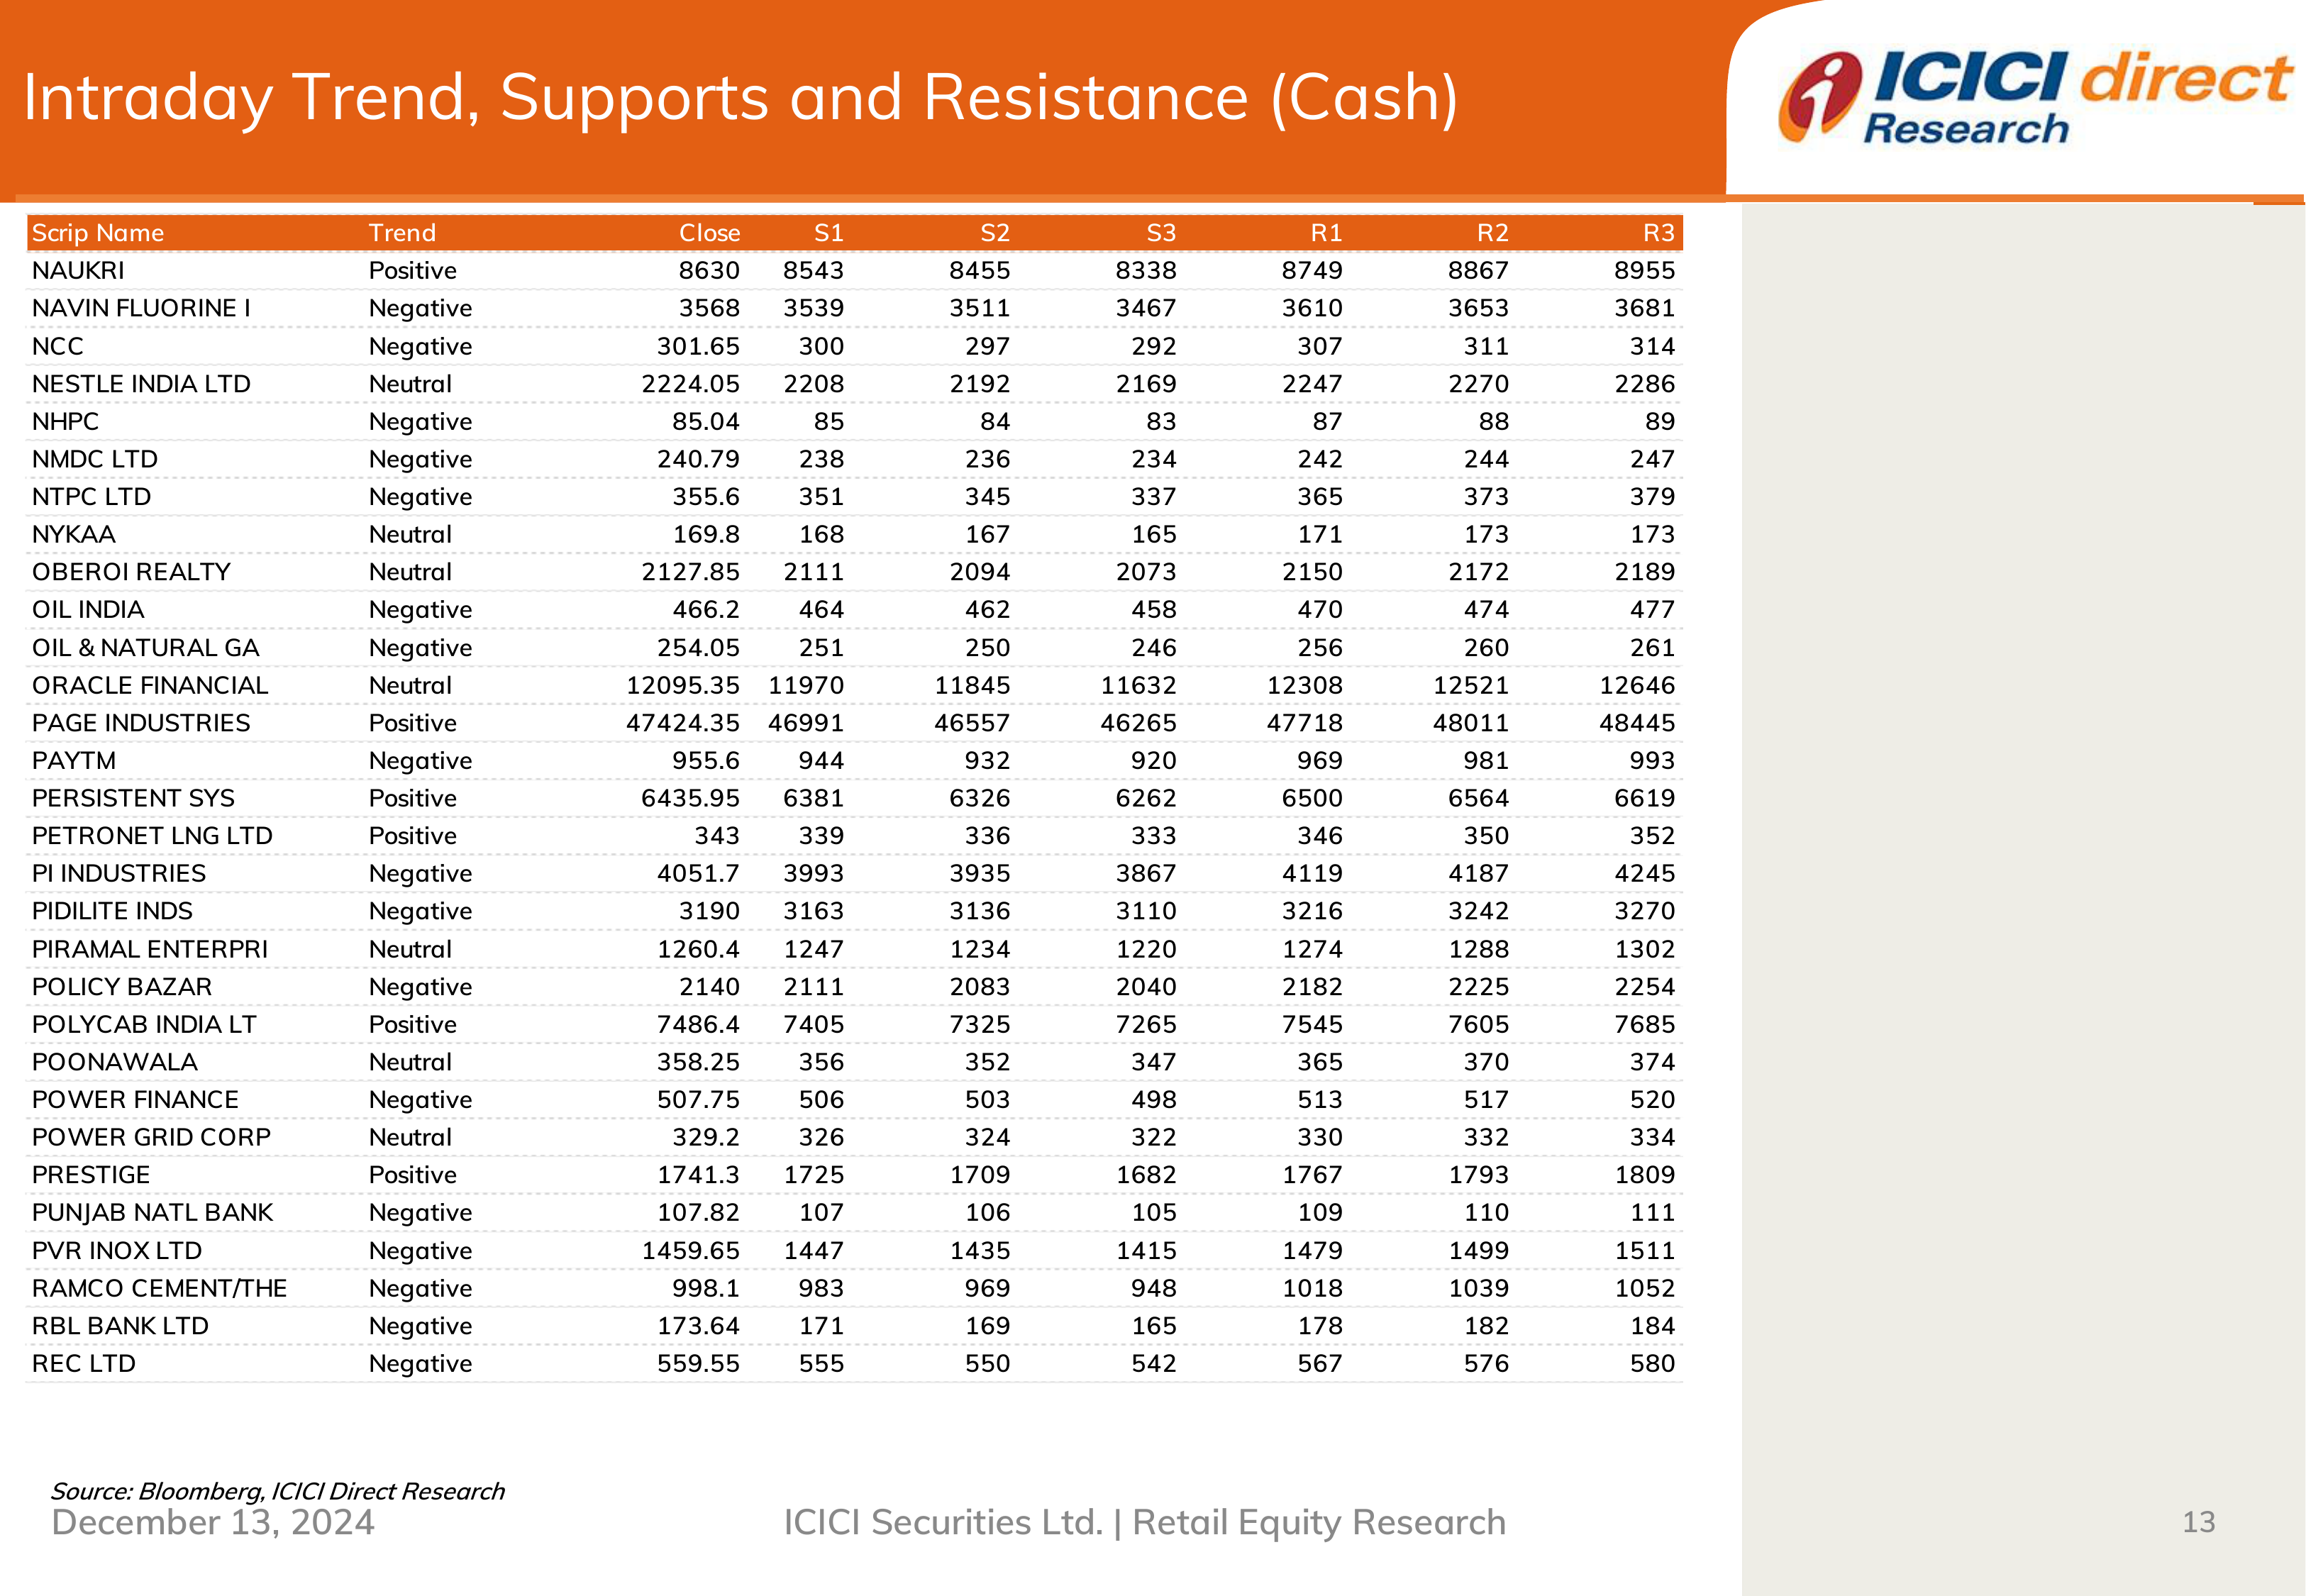 Intraday Trend, Supports and Resistance (Cash)
ICICI direct
Research
Scrip Name Trend Close S1 S2 S3 R1 R2 R3
NAUKRI Positive 8630 8543 8455 8338 8749 8867 8955
NAVIN FLUORINE I Negative 3568 3539 3511 3467 3610 3653 3681
NCC Negative 301.65 300 297 292 307 311 314
NESTLE INDIA LTD Neutral 2224.05 2208 2192 2169 2247 2270 2286
NHPC Negative 85.04 85 84 83 87 88 89
NMDC LTD Negative 240.79 238 236 234 242 244 247
NTPC LTD Negative 355.6 351 345 337 365 373 379
NYKAA Neutral 169.8 168 167 165 171 173 173
OBEROI REALTY Neutral 2127.85 2111 2094 2073 2150 2172 2189
OIL INDIA Negative 466.2 464 462 458 470 474 477
OIL & NATURAL GA Negative 254.05 251 250 246 256 260 261
ORACLE FINANCIAL Neutral 12095.35 11970 11845 11632 12308 12521 12646
PAGE INDUSTRIES Positive 47424.35 46991 46557 46265 47718 48011 48445
PAYTM Negative 955.6 944 932 920 969 981 993
PERSISTENT SYS Positive 6435.95 6381 6326 6262 6500 6564 6619
PETRONET LNG LTD Positive 343 339 336 333 346 350 352
PI INDUSTRIES Negative 4051.7 3993 3935 3867 4119 4187 4245
PIDILITE INDS Negative 3190 3163 3136 3110 3216 3242 3270
PIRAMAL ENTERPRI Neutral 1260.4 1247 1234 1220 1274 1288 1302
POLICY BAZAR Negative 2140 2111 2083 2040 2182 2225 2254
POLYCAB INDIA LT Positive 7486.4 7405 7325 7265 7545 7605 7685
POONAWALA Neutral 358.25 356 352 347 365 370 374
POWER FINANCE Negative 507.75 506 503 498 513 517 520
POWER GRID CORP Neutral 329.2 326 324 322 330 332 334
PRESTIGE Positive 1741.3 1725 1709 1682 1767 1793 1809
PUNJAB NATL BANK Negative 107.82 107 106 105 109 110 111
PVR INOX LTD Negative 1459.65 1447 1435 1415 1479 1499 1511
RAMCO CEMENT/THE Negative 998.1 983 969 948 1018 1039 1052
RBL BANK LTD Negative 173.64 171 169 165 178 182 184
REC LTD Negative 559.55 555 550 542 567 576 580
Source: Bloomberg, ICICI Direct Research
December 13, 2024 ICICI Securities Ltd. | Retail Equity Research 13